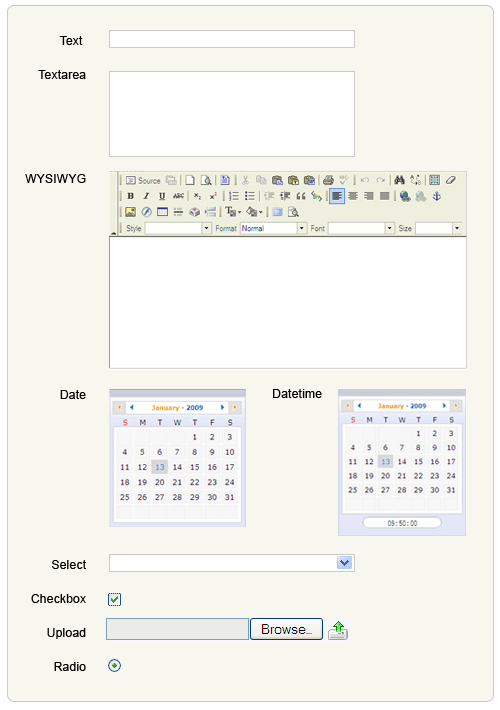 Text
Textarea
WYSIWYG
Source
B I U ABC x₂ x²
Style Format Normal Font Size
Date
January - 2009
S M T W T F S
1 2 3
4 5 6 7 8 9 10
11 12 13 14 15 16 17
18 19 20 21 22 23 24
25 26 27 28 29 30 31
Datetime
January - 2009
S M T W T F S
1 2 3
4 5 6 7 8 9 10
11 12 13 14 15 16 17
18 19 20 21 22 23 24
25 26 27 28 29 30 31
09:50:00
Select
Checkbox
Upload Browse...
Radio